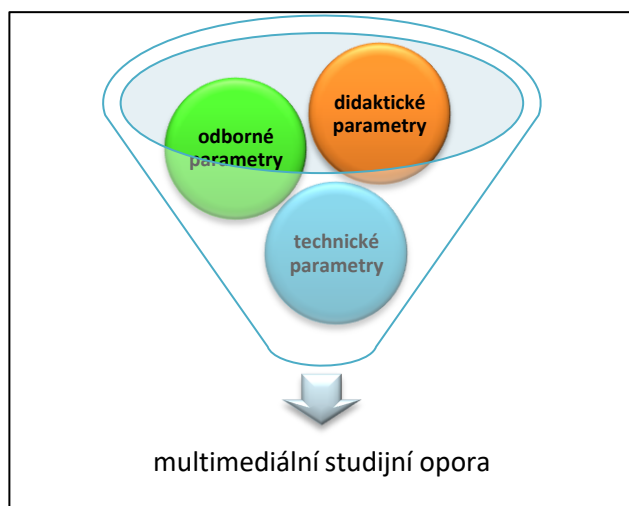 odborné
parametry
didaktické
parametry
technické
parametry
multimediální studijní opora